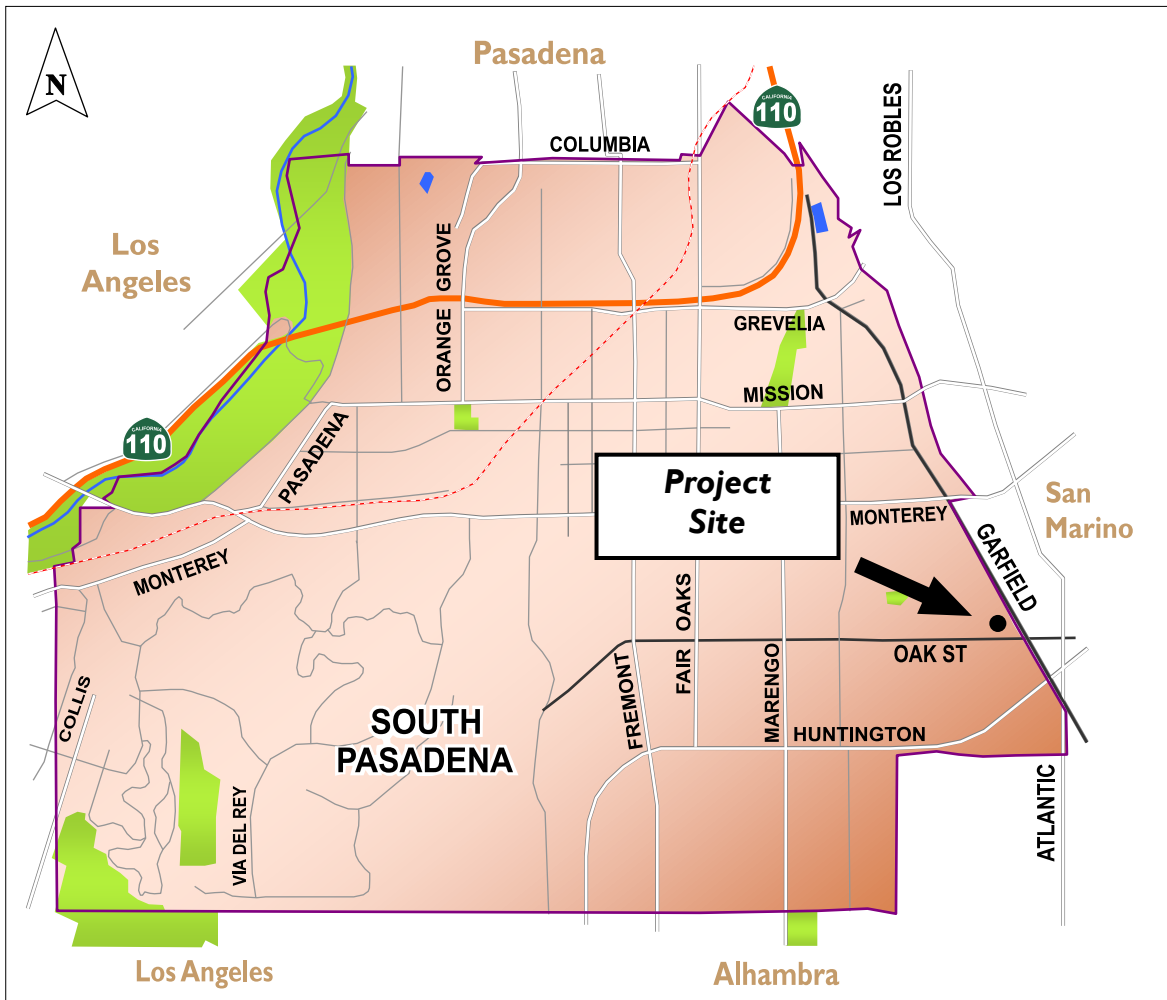 Pasadena
N
CALIFORNIA
110
LOS ROBLES
COLUMBIA
Los
Angeles
ORANGE GROVE
GREVELIA
MISSION
CALIFORNIA
110
PASADENA
Project
Site
MONTEREY
San
Marino
GARFIELD
MONTEREY
FAIR OAKS
OAK ST
FREMONT
MARENGO
COLLIS
SOUTH
PASADENA
HUNTINGTON
ATLANTIC
VIA DEL REY
Los Angeles
Alhambra